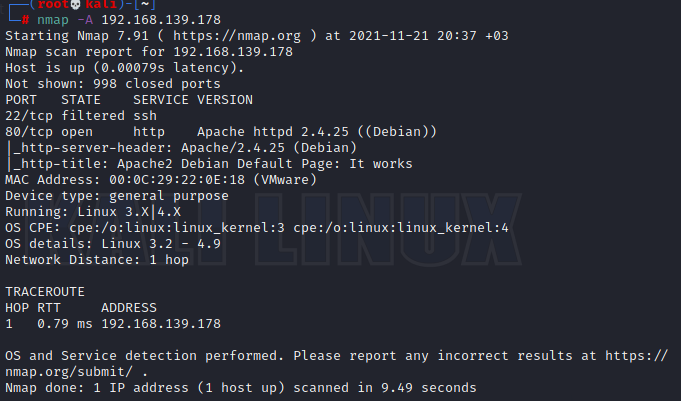 ┌──(root💀kali)-[~]
└─# nmap -A 192.168.139.178
Starting Nmap 7.91 ( https://nmap.org ) at 2021-11-21 20:37 +03
Nmap scan report for 192.168.139.178
Host is up (0.00079s latency).
Not shown: 998 closed ports
PORT   STATE    SERVICE VERSION
22/tcp filtered ssh
80/tcp open     http    Apache httpd 2.4.25 ((Debian))
|_http-server-header: Apache/2.4.25 (Debian)
|_http-title: Apache2 Debian Default Page: It works
MAC Address: 00:0C:29:22:0E:18 (VMware)
Device type: general purpose
Running: Linux 3.X|4.X
OS CPE: cpe:/o:linux:linux_kernel:3 cpe:/o:linux:linux_kernel:4
OS details: Linux 3.2 - 4.9
Network Distance: 1 hop
KALI LINUX
TRACEROUTE
HOP RTT     ADDRESS
1   0.79 ms 192.168.139.178
OS and Service detection performed. Please report any incorrect results at https://
nmap.org/submit/ .
Nmap done: 1 IP address (1 host up) scanned in 9.49 seconds